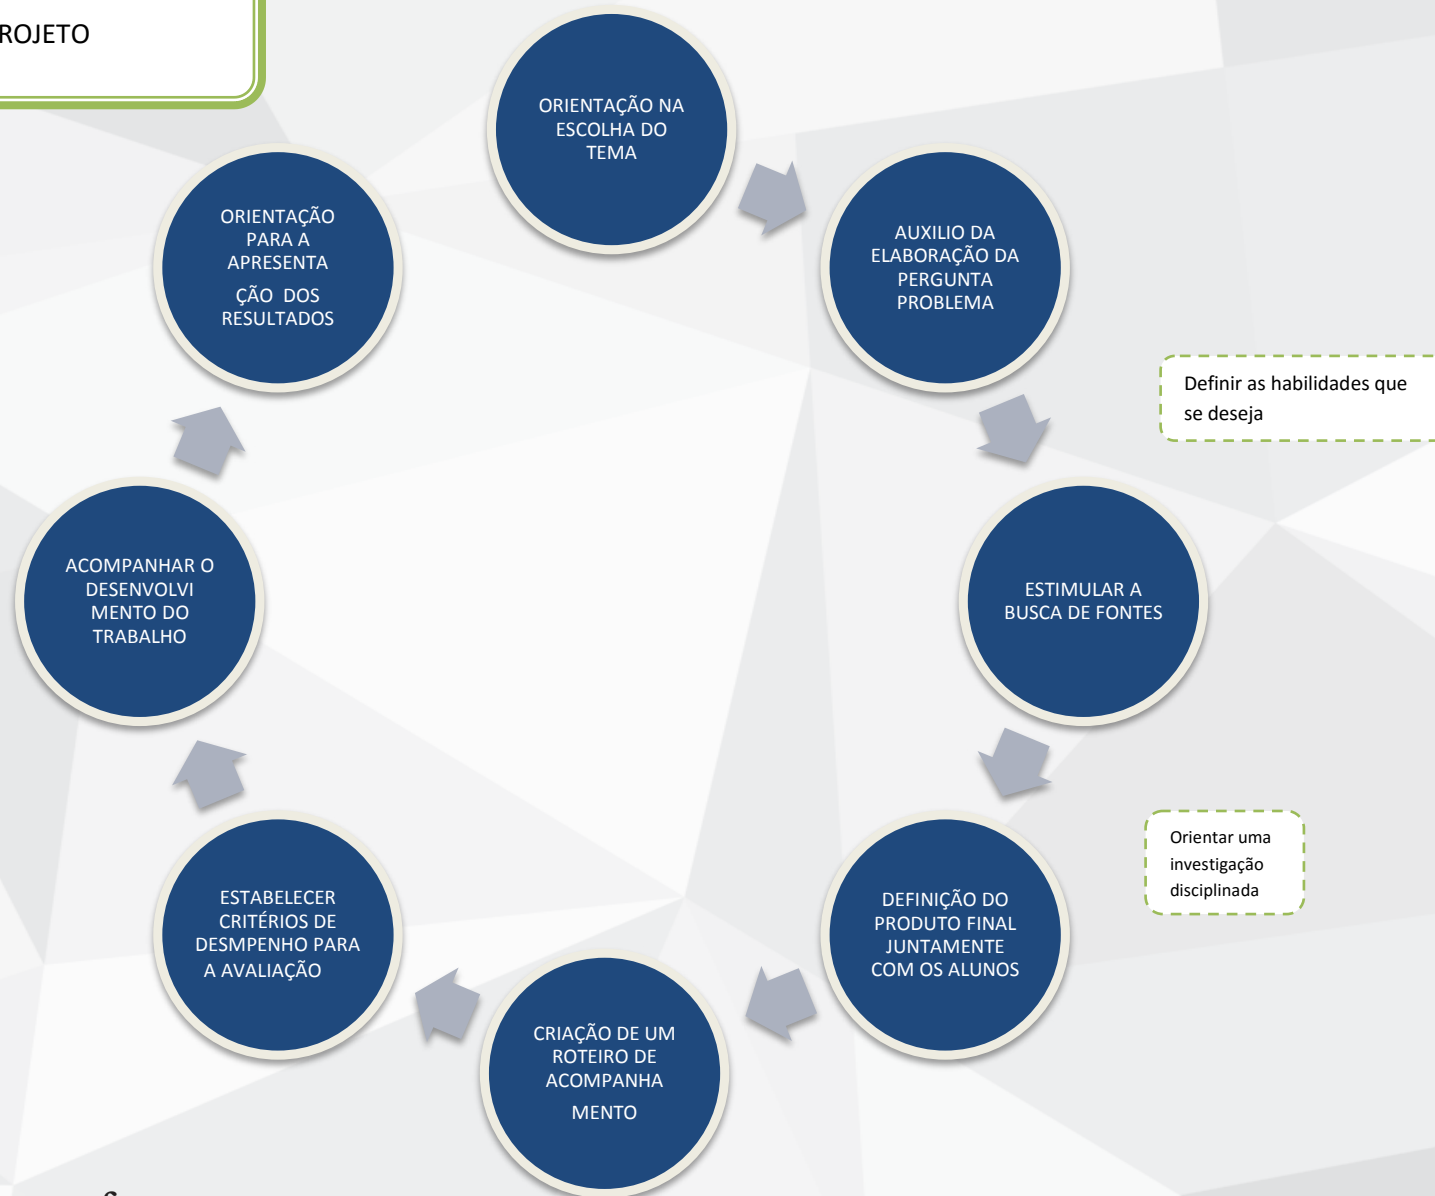 ROJETO
ORIENTAÇÃO NA
ESCOLHA DO
TEMA
AUXILIO DA
ELABORAÇÃO DA
PERGUNTA
PROBLEMA
Definir as habilidades que
se deseja
ESTIMULAR A
BUSCA DE FONTES
Orientar uma
investigação
disciplinada
DEFINIÇÃO DO
PRODUTO FINAL
JUNTAMENTE
COM OS ALUNOS
CRIAÇÃO DE UM
ROTEIRO DE
ACOMPANHA
MENTO
ESTABELECER
CRITÉRIOS DE
DESMPENHO PARA
A AVALIAÇÃO
ACOMPANHAR O
DESENVOLVI
MENTO DO
TRABALHO
ORIENTAÇÃO
PARA A
APRESENTA
ÇÃO DOS
RESULTADOS